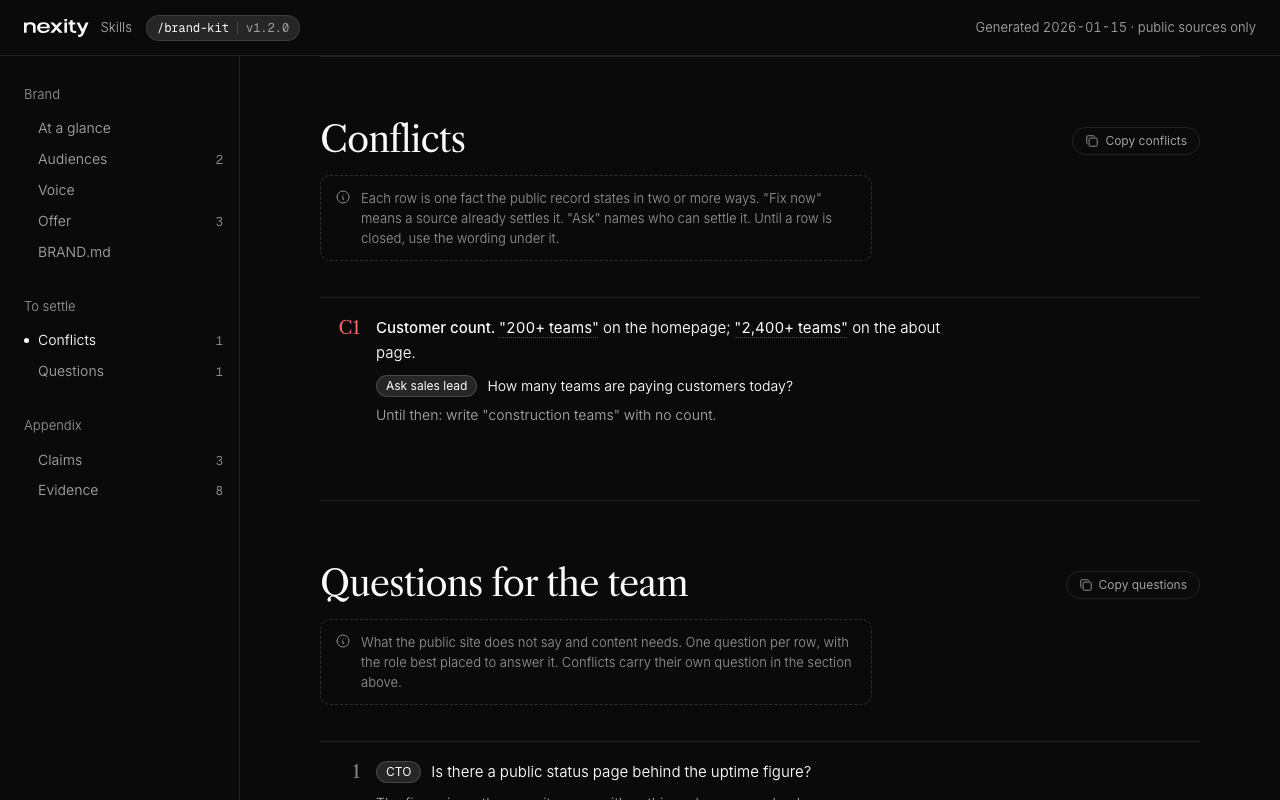 nexity Skills /brand-kit v1.2.0 Generated 2026-01-15 · public sources only
Brand
At a glance
Audiences 2
Voice
Offer 3
BRAND.md
To settle
Conflicts 1
Questions 1
Appendix
Claims 3
Evidence 8
Conflicts
Copy conflicts
Each row is one fact the public record states in two or more ways. "Fix now"
means a source already settles it. "Ask" names who can settle it. Until a row is
closed, use the wording under it.
C1 Customer count. "200+ teams" on the homepage; "2,400+ teams" on the about
page.
Ask sales lead How many teams are paying customers today?
Until then: write "construction teams" with no count.
Questions for the team
Copy questions
What the public site does not say and content needs. One question per row, with
the role best placed to answer it. Conflicts carry their own question in the section
above.
1 CTO Is there a public status page behind the uptime figure?